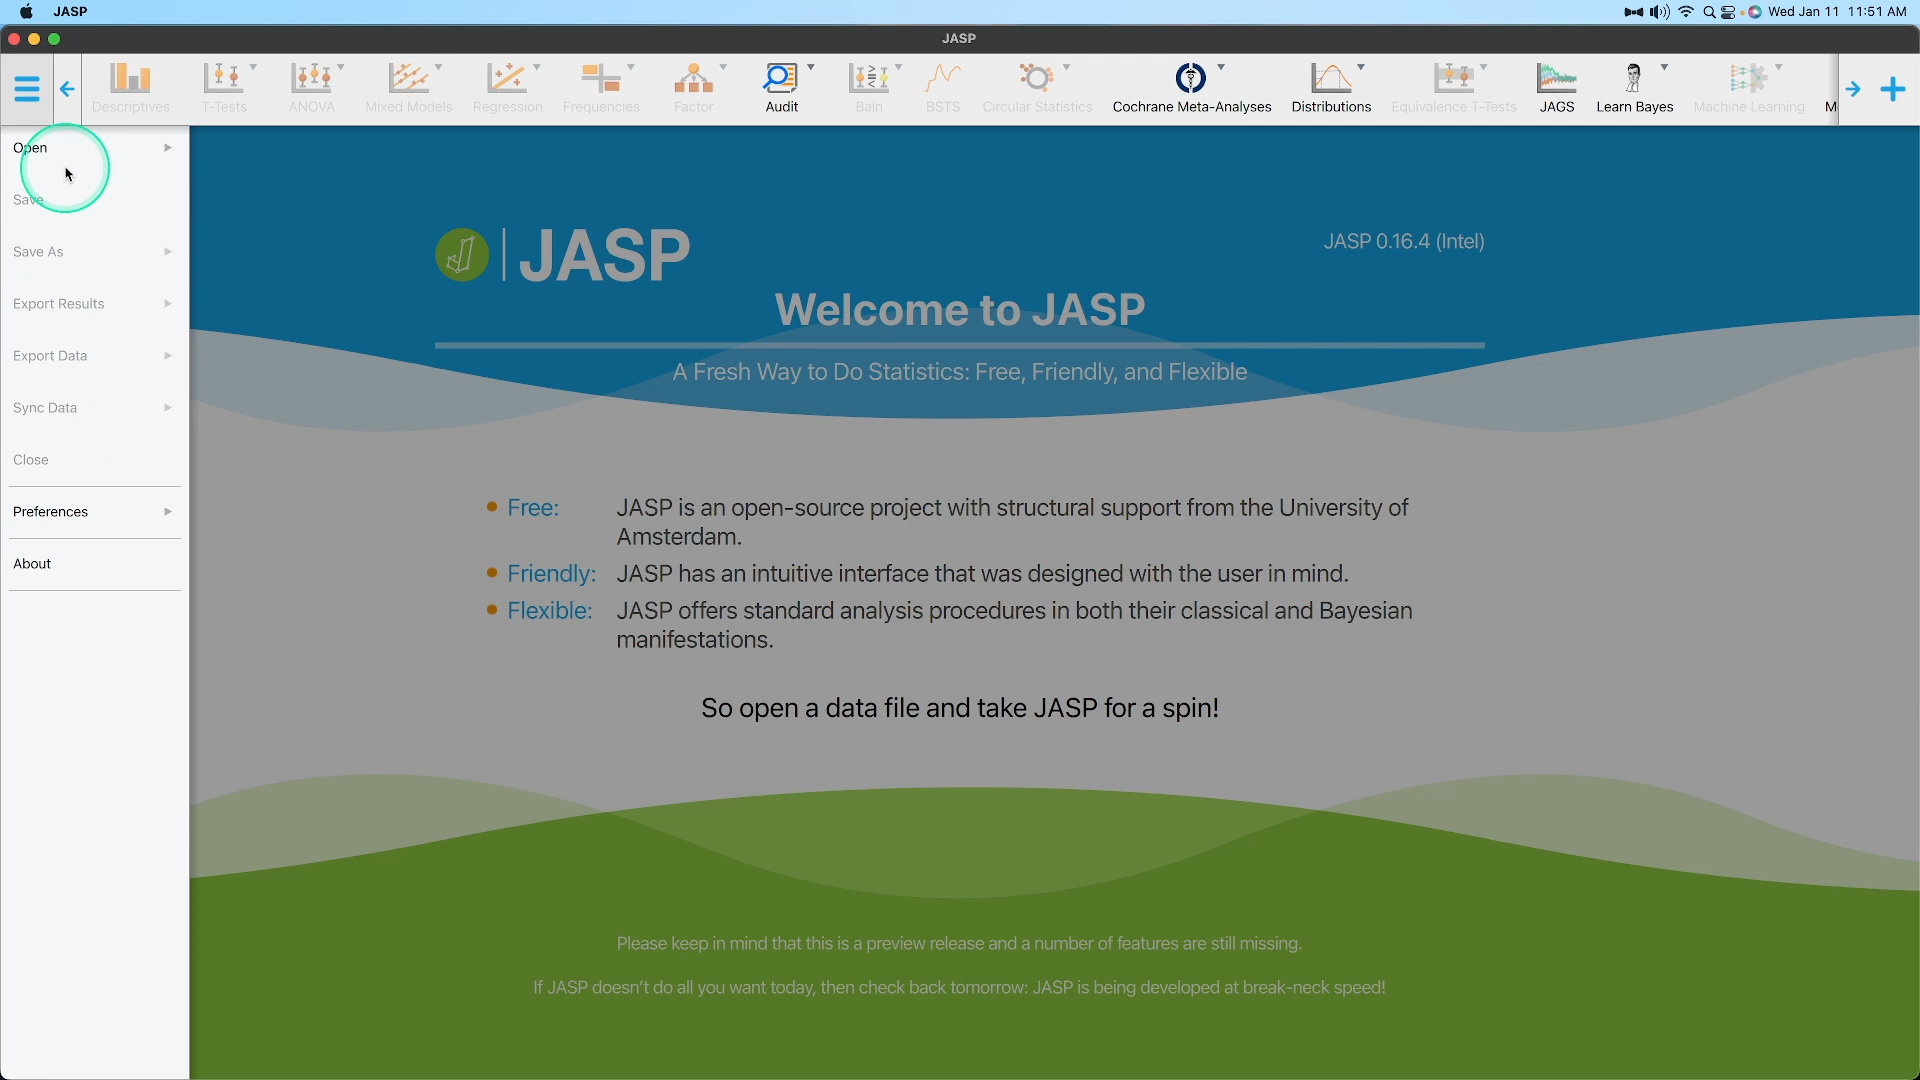 JASP
Wed Jan 11 11:51 AM
JASP
Descriptives
T-Tests
ANOVA
Mixed Models
Regression
Frequencies
Factor
Audit
Bain
BSTS
Circular Statistics
Cochrane Meta-Analyses
Distributions
Equivalence T-Tests
JAGS
Learn Bayes
Machine Learning
Open
Save
Save As
Export Results
Export Data
Sync Data
Close
Preferences
About
JASP
JASP 0.16.4 (Intel)
Welcome to JASP
A Fresh Way to Do Statistics: Free, Friendly, and Flexible
Free: JASP is an open-source project with structural support from the University of
Amsterdam.
Friendly: JASP has an intuitive interface that was designed with the user in mind.
Flexible: JASP offers standard analysis procedures in both their classical and Bayesian
manifestations.
So open a data file and take JASP for a spin!
Please keep in mind that this is a preview release and a number of features are still missing.
If JASP doesn't do all you want today, then check back tomorrow: JASP is being developed at break-neck speed!